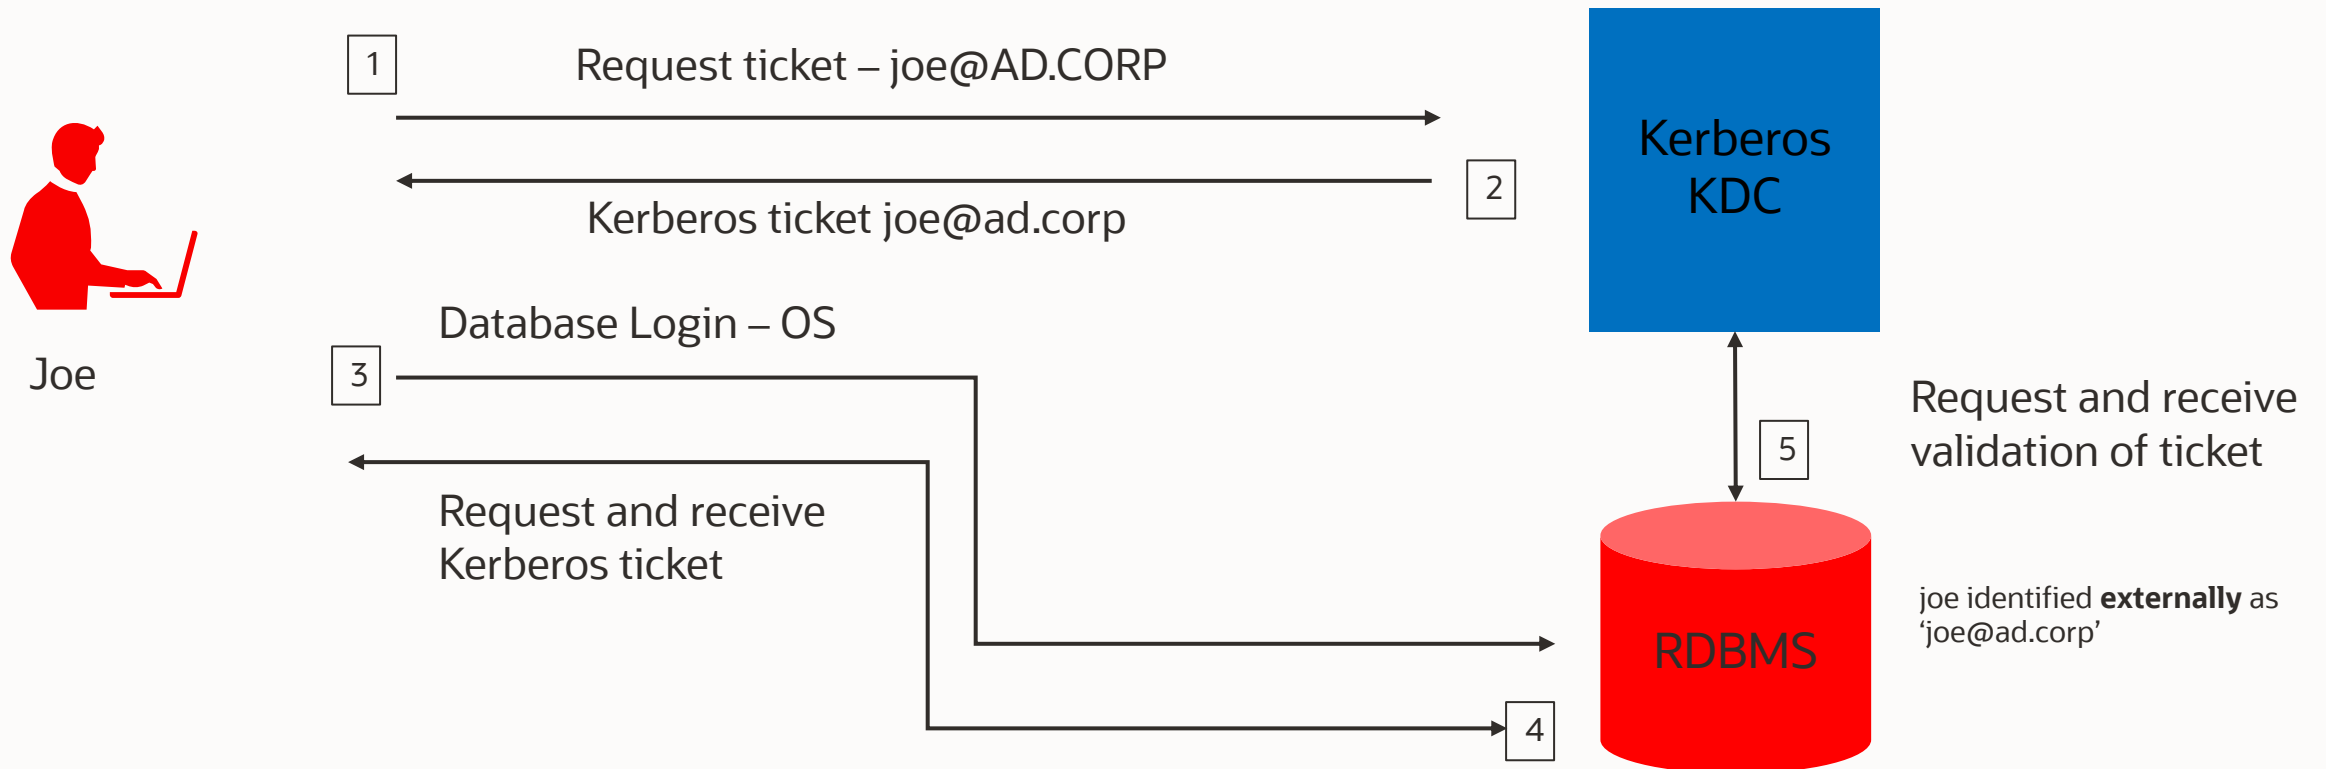 1
Request ticket – joe@AD.CORP
Kerberos
KDC
2
Kerberos ticket joe@ad.corp
Database Login – OS
Joe
3
Request and receive
validation of ticket
5
Request and receive
Kerberos ticket
joe identified externally as
‘joe@ad.corp’
RDBMS
4